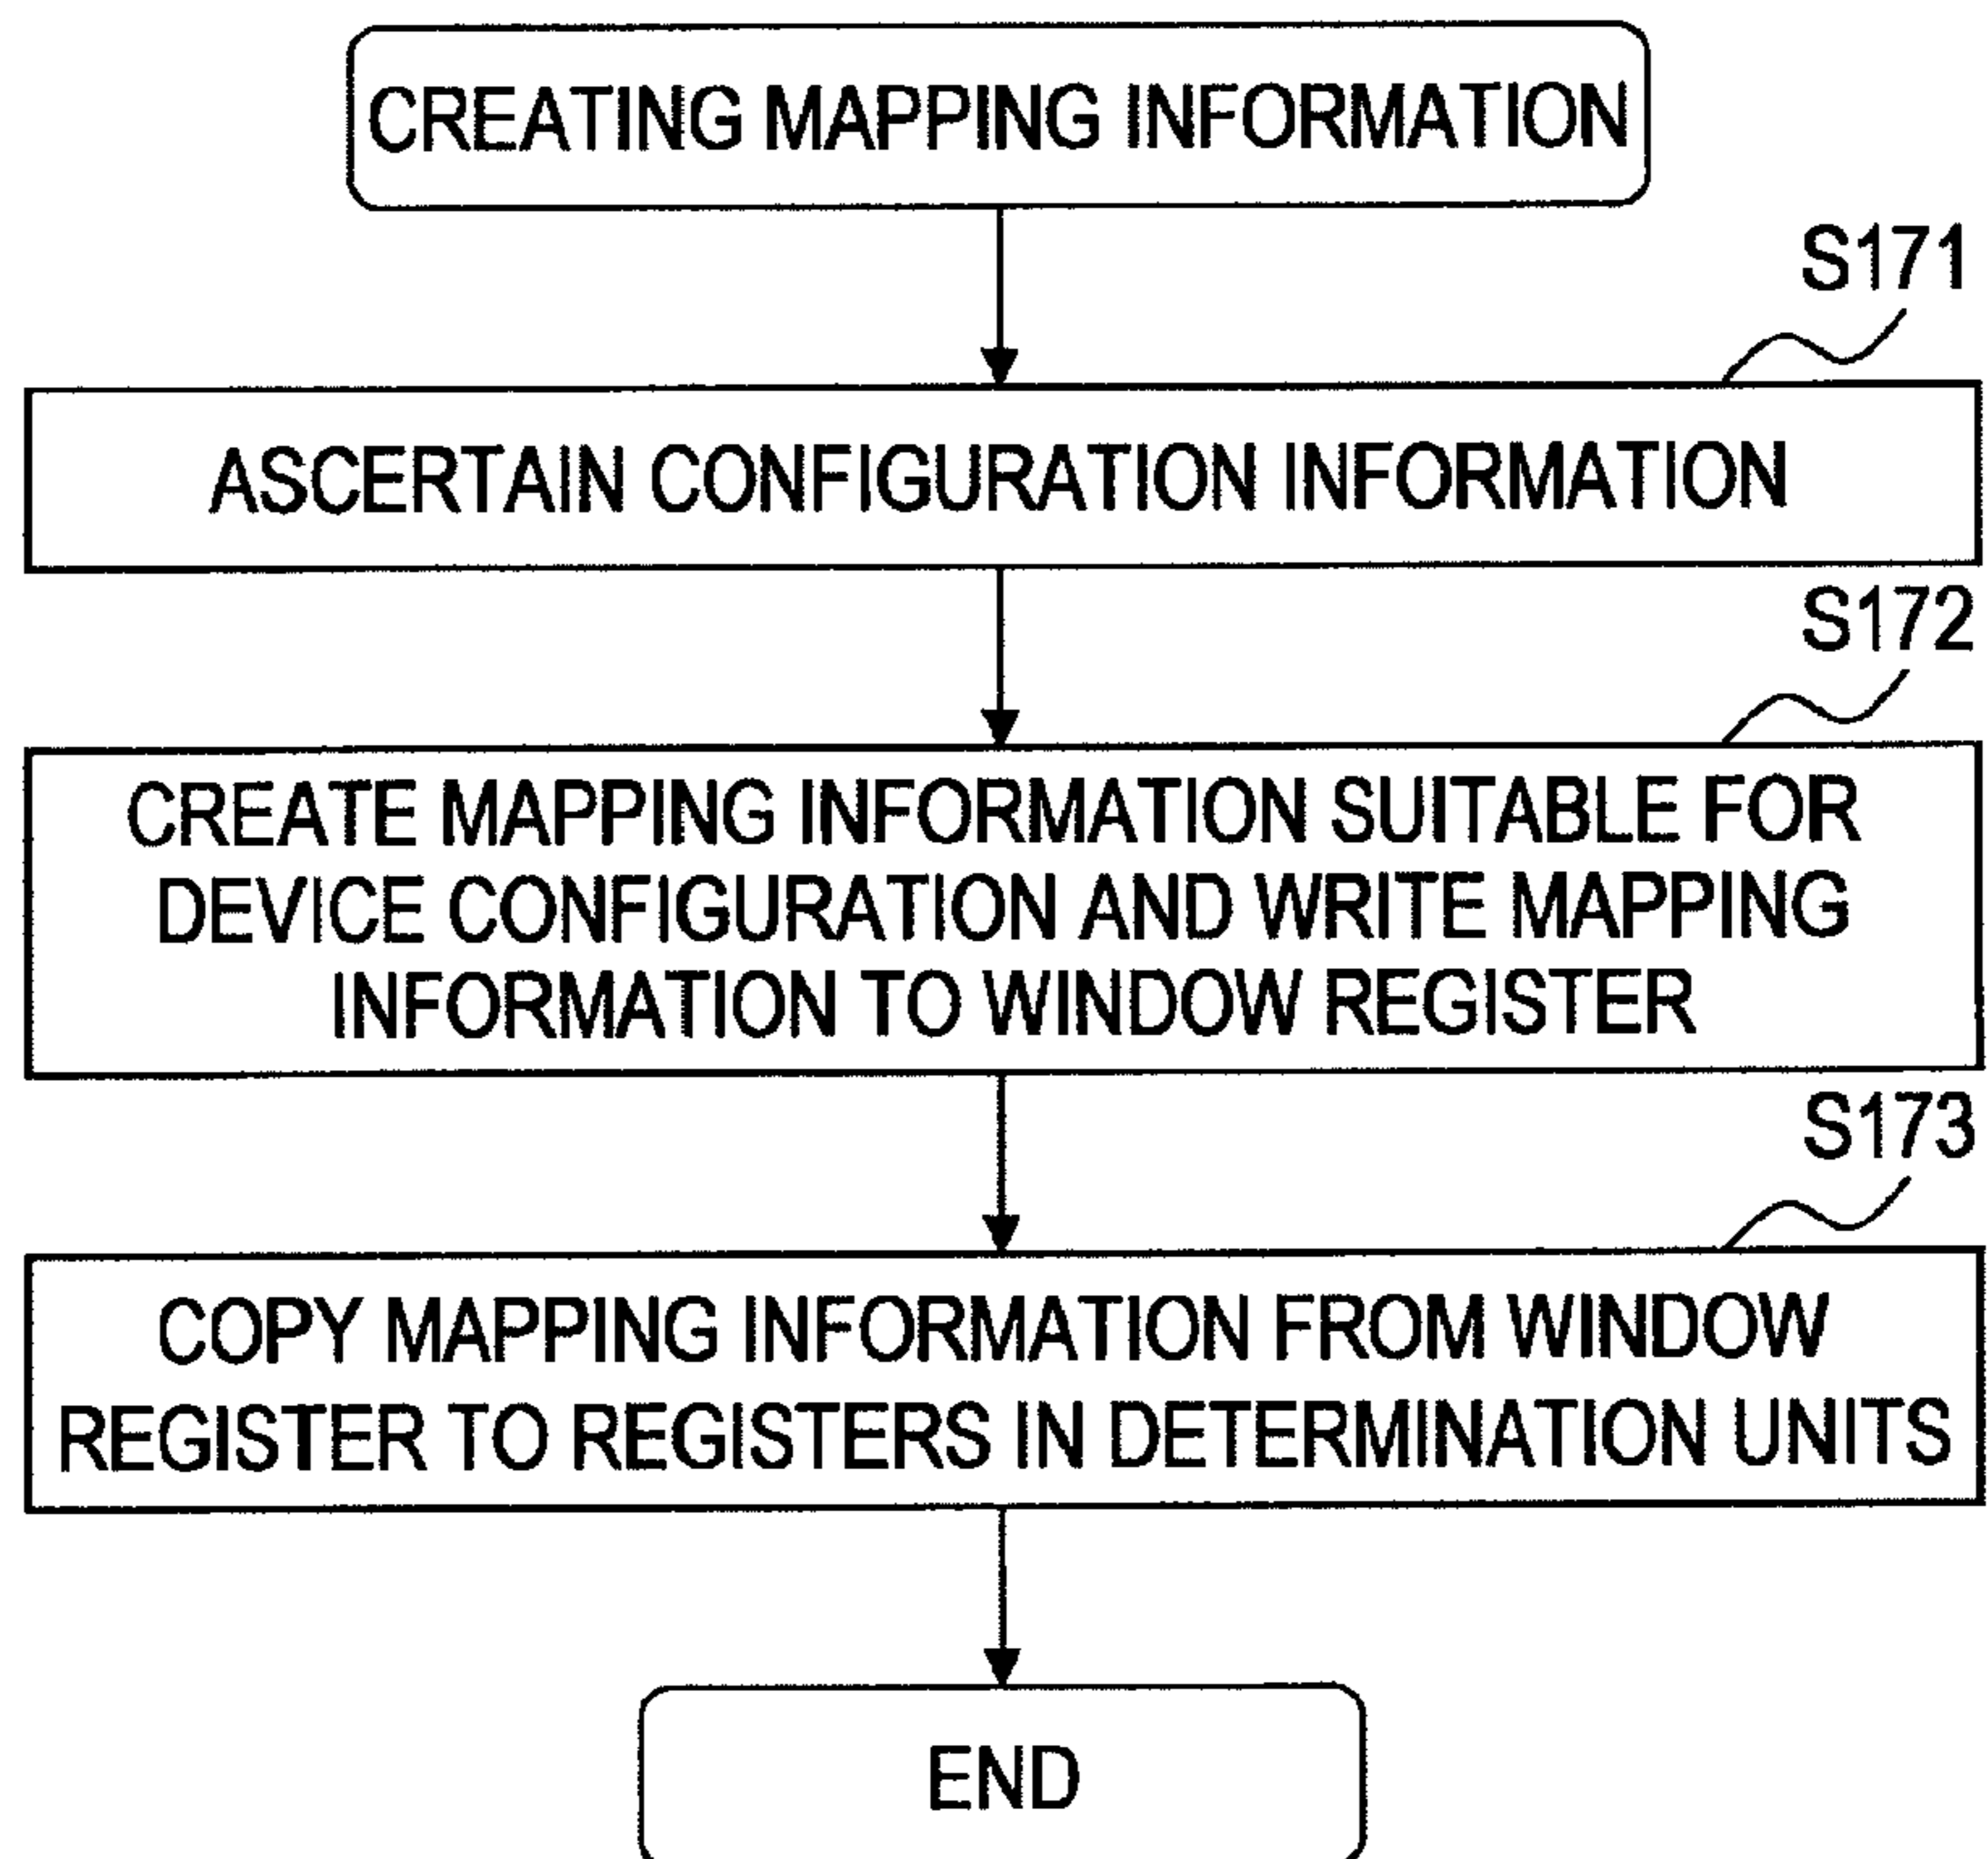 CREATING MAPPING INFORMATION
S171
ASCERTAIN CONFIGURATION INFORMATION
S172
CREATE MAPPING INFORMATION SUITABLE FOR
DEVICE CONFIGURATION AND WRITE MAPPING
INFORMATION TO WINDOW REGISTER
S173
COPY MAPPING INFORMATION FROM WINDOW
REGISTER TO REGISTERS IN DETERMINATION UNITS
END